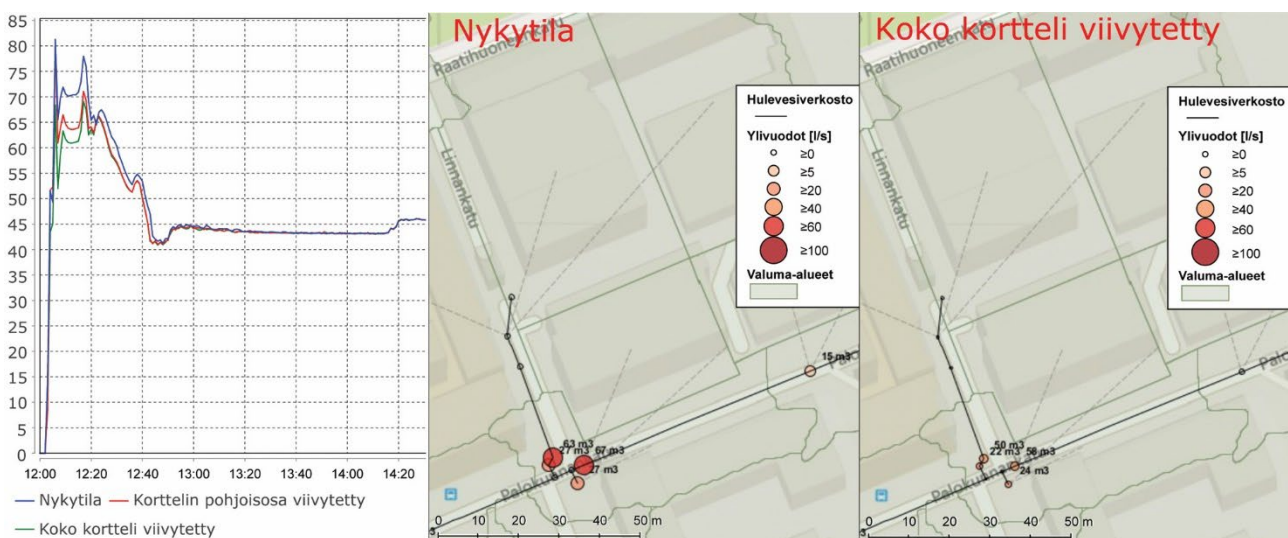 85
80
75
70
65
60
55
50
45
40
35
30
25
20
15
10
5
0
12:00
12:20
12:40
13:00
13:20
13:40
14:00
14:20
Nykytila
Korttelin pohjoisosa viivytetty
Koko kortteli viivytetty
Nykytila
Raatihuoneenkatu
Linnankatu
Hulevesiverkosto
Ylivuodot [l/s]
≥0
≥5
≥20
≥40
≥60
≥100
Valuma-alueet
15 m3
63 m3
27 m3
67 m3
27 m3
0
10
20
30
40
50 m
Koko kortteli viivytetty
Raatihuoneenkatu
Linnankatu
Hulevesiverkosto
Ylivuodot [l/s]
≥0
≥5
≥20
≥40
≥60
≥100
Valuma-alueet
50 m3
22 m3
58 m3
24 m3
0
10
20
30
40
50 m